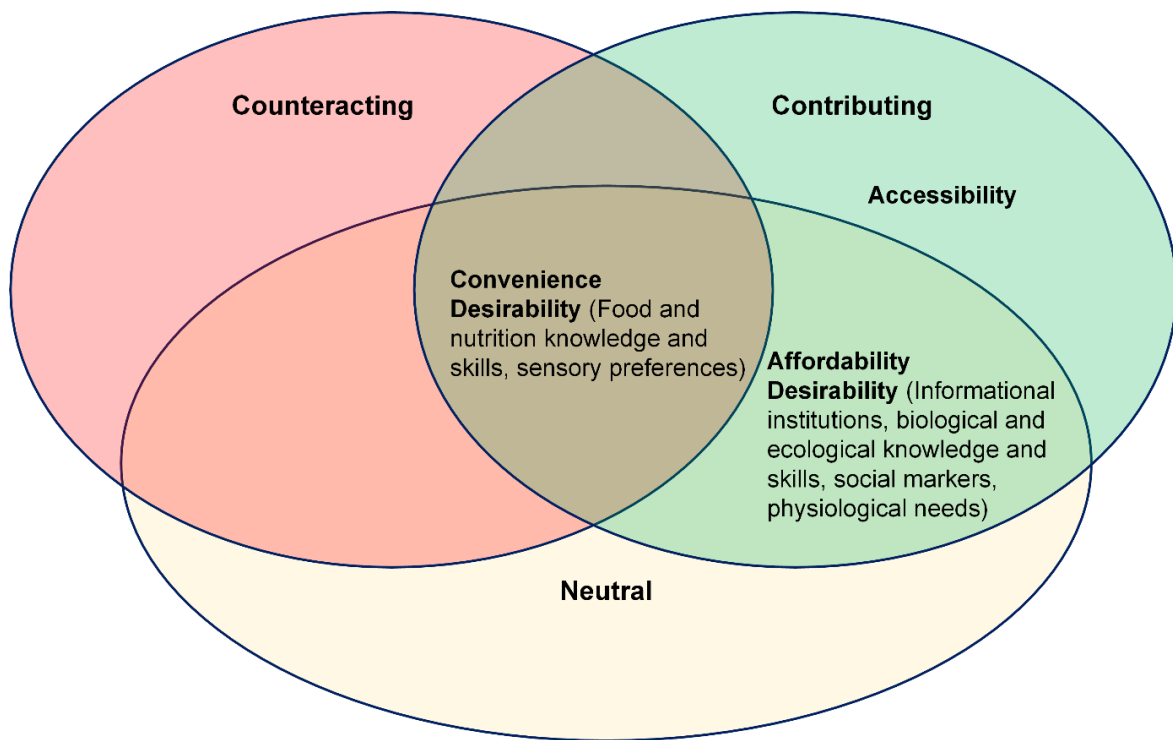 Counteracting
Contributing
Accessibility
Convenience
Desirability (Food and
nutrition knowledge and
skills, sensory preferences)
Affordability
Desirability (Informational
institutions, biological and
ecological knowledge and
skills, social markers,
physiological needs)
Neutral